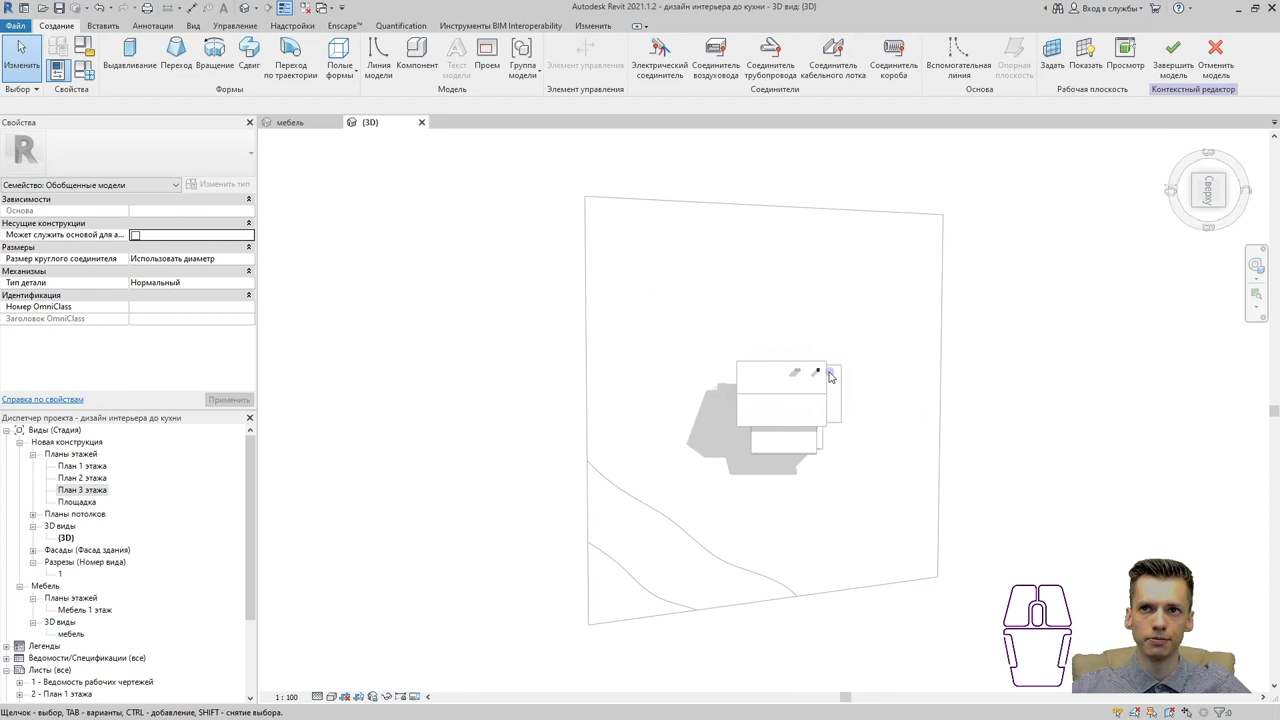 Autodesk Revit 2021.1.2 - дизайн интерьера до кухни - 3D вид: {3D}
Вход в службы
Файл Создание Вставить Аннотации Вид Управление Надстройки Enscape™ Quantification Инструменты BIM Interoperability Изменить
Изменить Выдавливание Переход Вращение Сдвиг Переход по траектории Полые формы Линия модели Компонент Текст модели Проем Группа модели Элемент управления Электрический соединитель Соединитель воздуховода Соединитель трубопровода Соединитель кабельного лотка Соединитель короба Вспомогательная линия Опорная плоскость Задать Показать Просмотр Завершить модель Отменить модель
Выбор Свойства Формы Модель Элемент управления Соединители Основа Рабочая плоскость Контекстный редактор
Свойства
мебель
{3D}
Семейство: Обобщенные модели
Изменить тип
Зависимости
Основа
Несущие конструкции
Может служить основой для а...
Размеры
Размер круглого соединителя Использовать диаметр
Механизмы
Тип детали Нормальный
Идентификация
Номер OmniClass
Заголовок OmniClass
Справка по свойствам
Применить
Диспетчер проекта - дизайн интерьера до кухни
Виды (Стадия)
Новая конструкция
Планы этажей
План 1 этажа
План 2 этажа
План 3 этажа
Площадка
Планы потолков
3D виды
{3D}
Фасады (Фасад здания)
Разрезы (Номер вида)
1
Мебель
Планы этажей
Мебель 1 этаж
3D виды
мебель
Легенды
Ведомости/Спецификации (все)
Листы (все)
1 - Ведомость рабочих чертежей
2 - План 1 этажа
Сверху
1 : 100
Щелчок - выбор, TAB - варианты, CTRL - добавление, SHIFT - снятие выбора.
:0